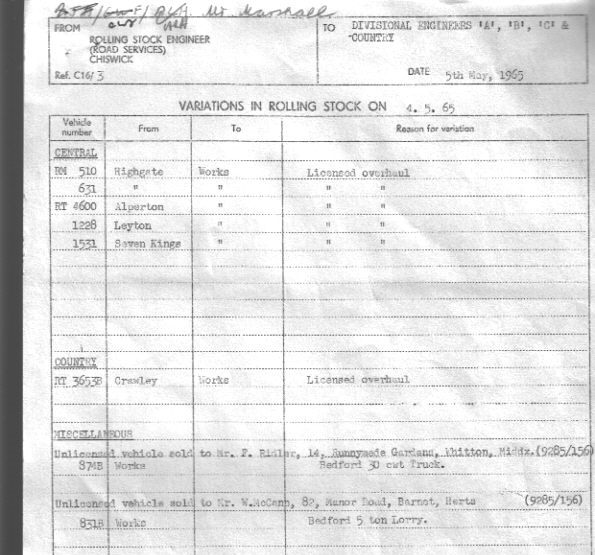 Mr Marshall
FROM
ROLLING STOCK ENGINEER
(ROAD SERVICES)
CHISWICK
Ref. C16/ 3
TO DIVISIONAL ENGINEERS 'A', 'B', 'C' &
COUNTRY
DATE 5th May, 1965
VARIATIONS IN ROLLING STOCK ON 4. 5. 65
Vehicle number From To Reason for variation
CENTRAL
RM 510 Highgate Works Licensed overhaul
631 " " " "
RT 4600 Alperton " " "
1228 Leyton " " "
1531 Seven Kings " " "
COUNTRY
RT 3653B Crawley Works Licensed overhaul
MISCELLANEOUS
Unlicensed vehicle sold to Mr. F. 14, Runnymede Gardens, Whitton, Middx. (9285/156)
874B Works Bedford 30 cwt Truck.
Unlicensed vehicle sold to Mr. W.McCann, 82, Manor Road, Barnet, Herts (9285/156)
831B Works Bedford 5 ton Lorry.